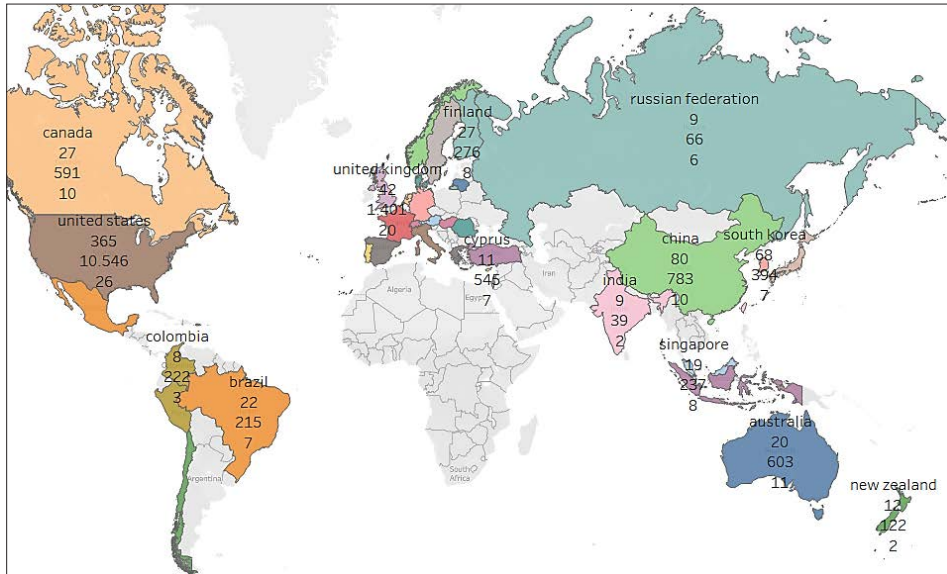 canada
27
591
10
united states
365
10.546
26
colombia
8
222
3
brazil
22
215
7
Argentina
finland
27
276
8
united kingdom
42
1.401
20
cyprus
11
545
7
Algeria
Egypt
Iran
South
Africa
russian federation
9
66
6
china
80
783
10
south korea
68
394
7
india
9
39
2
singapore
19
237
8
australia
20
603
11
new zealand
12
122
2